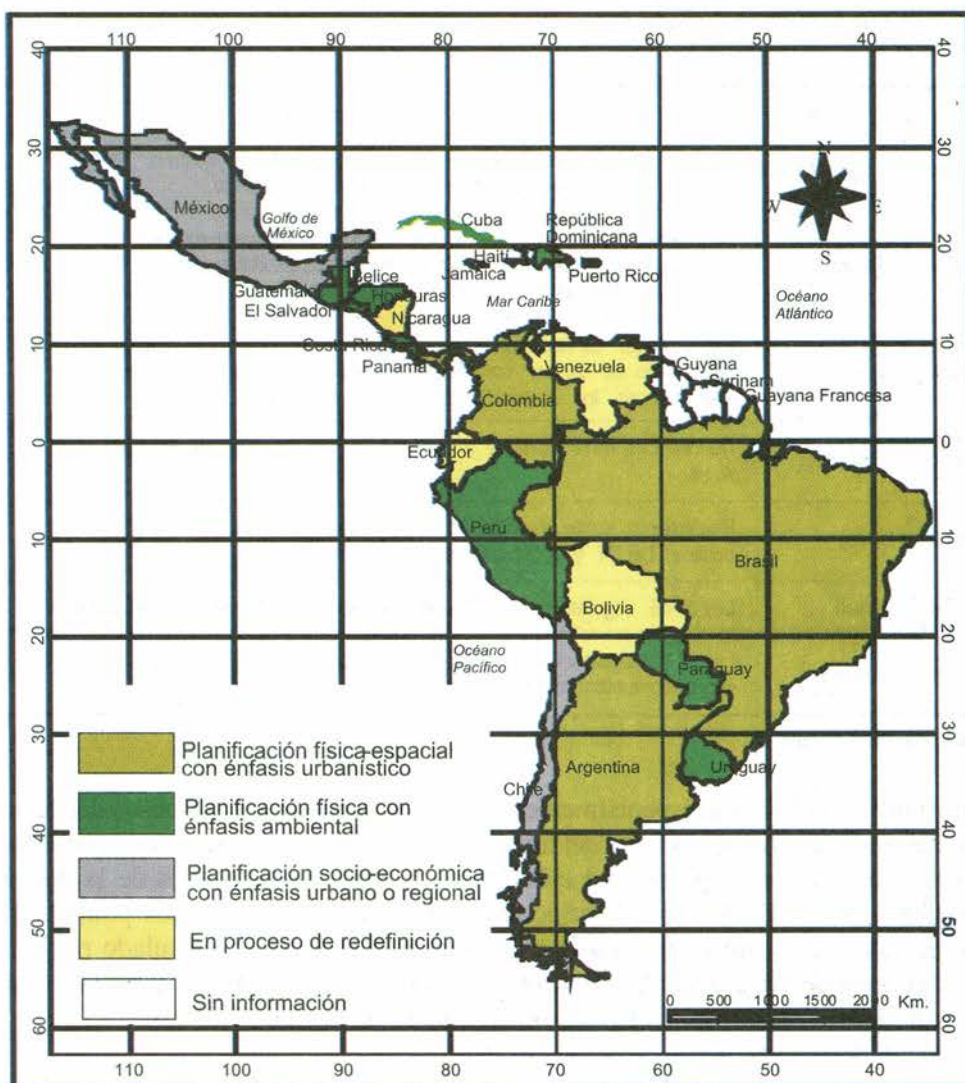 110 100 90 80 70 60 50 40
40 40
30 30
20 20
10 10
0 0
10 10
20 20
30 30
40 40
50 50
60 60
110 100 90 80 70 60 50 40
N
W E
S
México
Golfo de
México
Cuba
República
Dominicana
Haití
Jamaica
Puerto Rico
Belice
Guatemala
Honduras
El Salvador
Nicaragua
Mar Caribe
Océano
Atlántico
Costa Rica
Panamá
Venezuela
Guyana
Surinam
Guayana Francesa
Colombia
Ecuador
Peru
Brasil
Bolivia
Océano
Pacífico
Paraguay
Argentina
Uruguay
Chile
Planificación física-espacial
con énfasis urbanístico
Planificación física con
énfasis ambiental
Planificación socio-económica
con énfasis urbano o regional
En proceso de redefinición
Sin información
0 500 1000 1500 2000 Km.